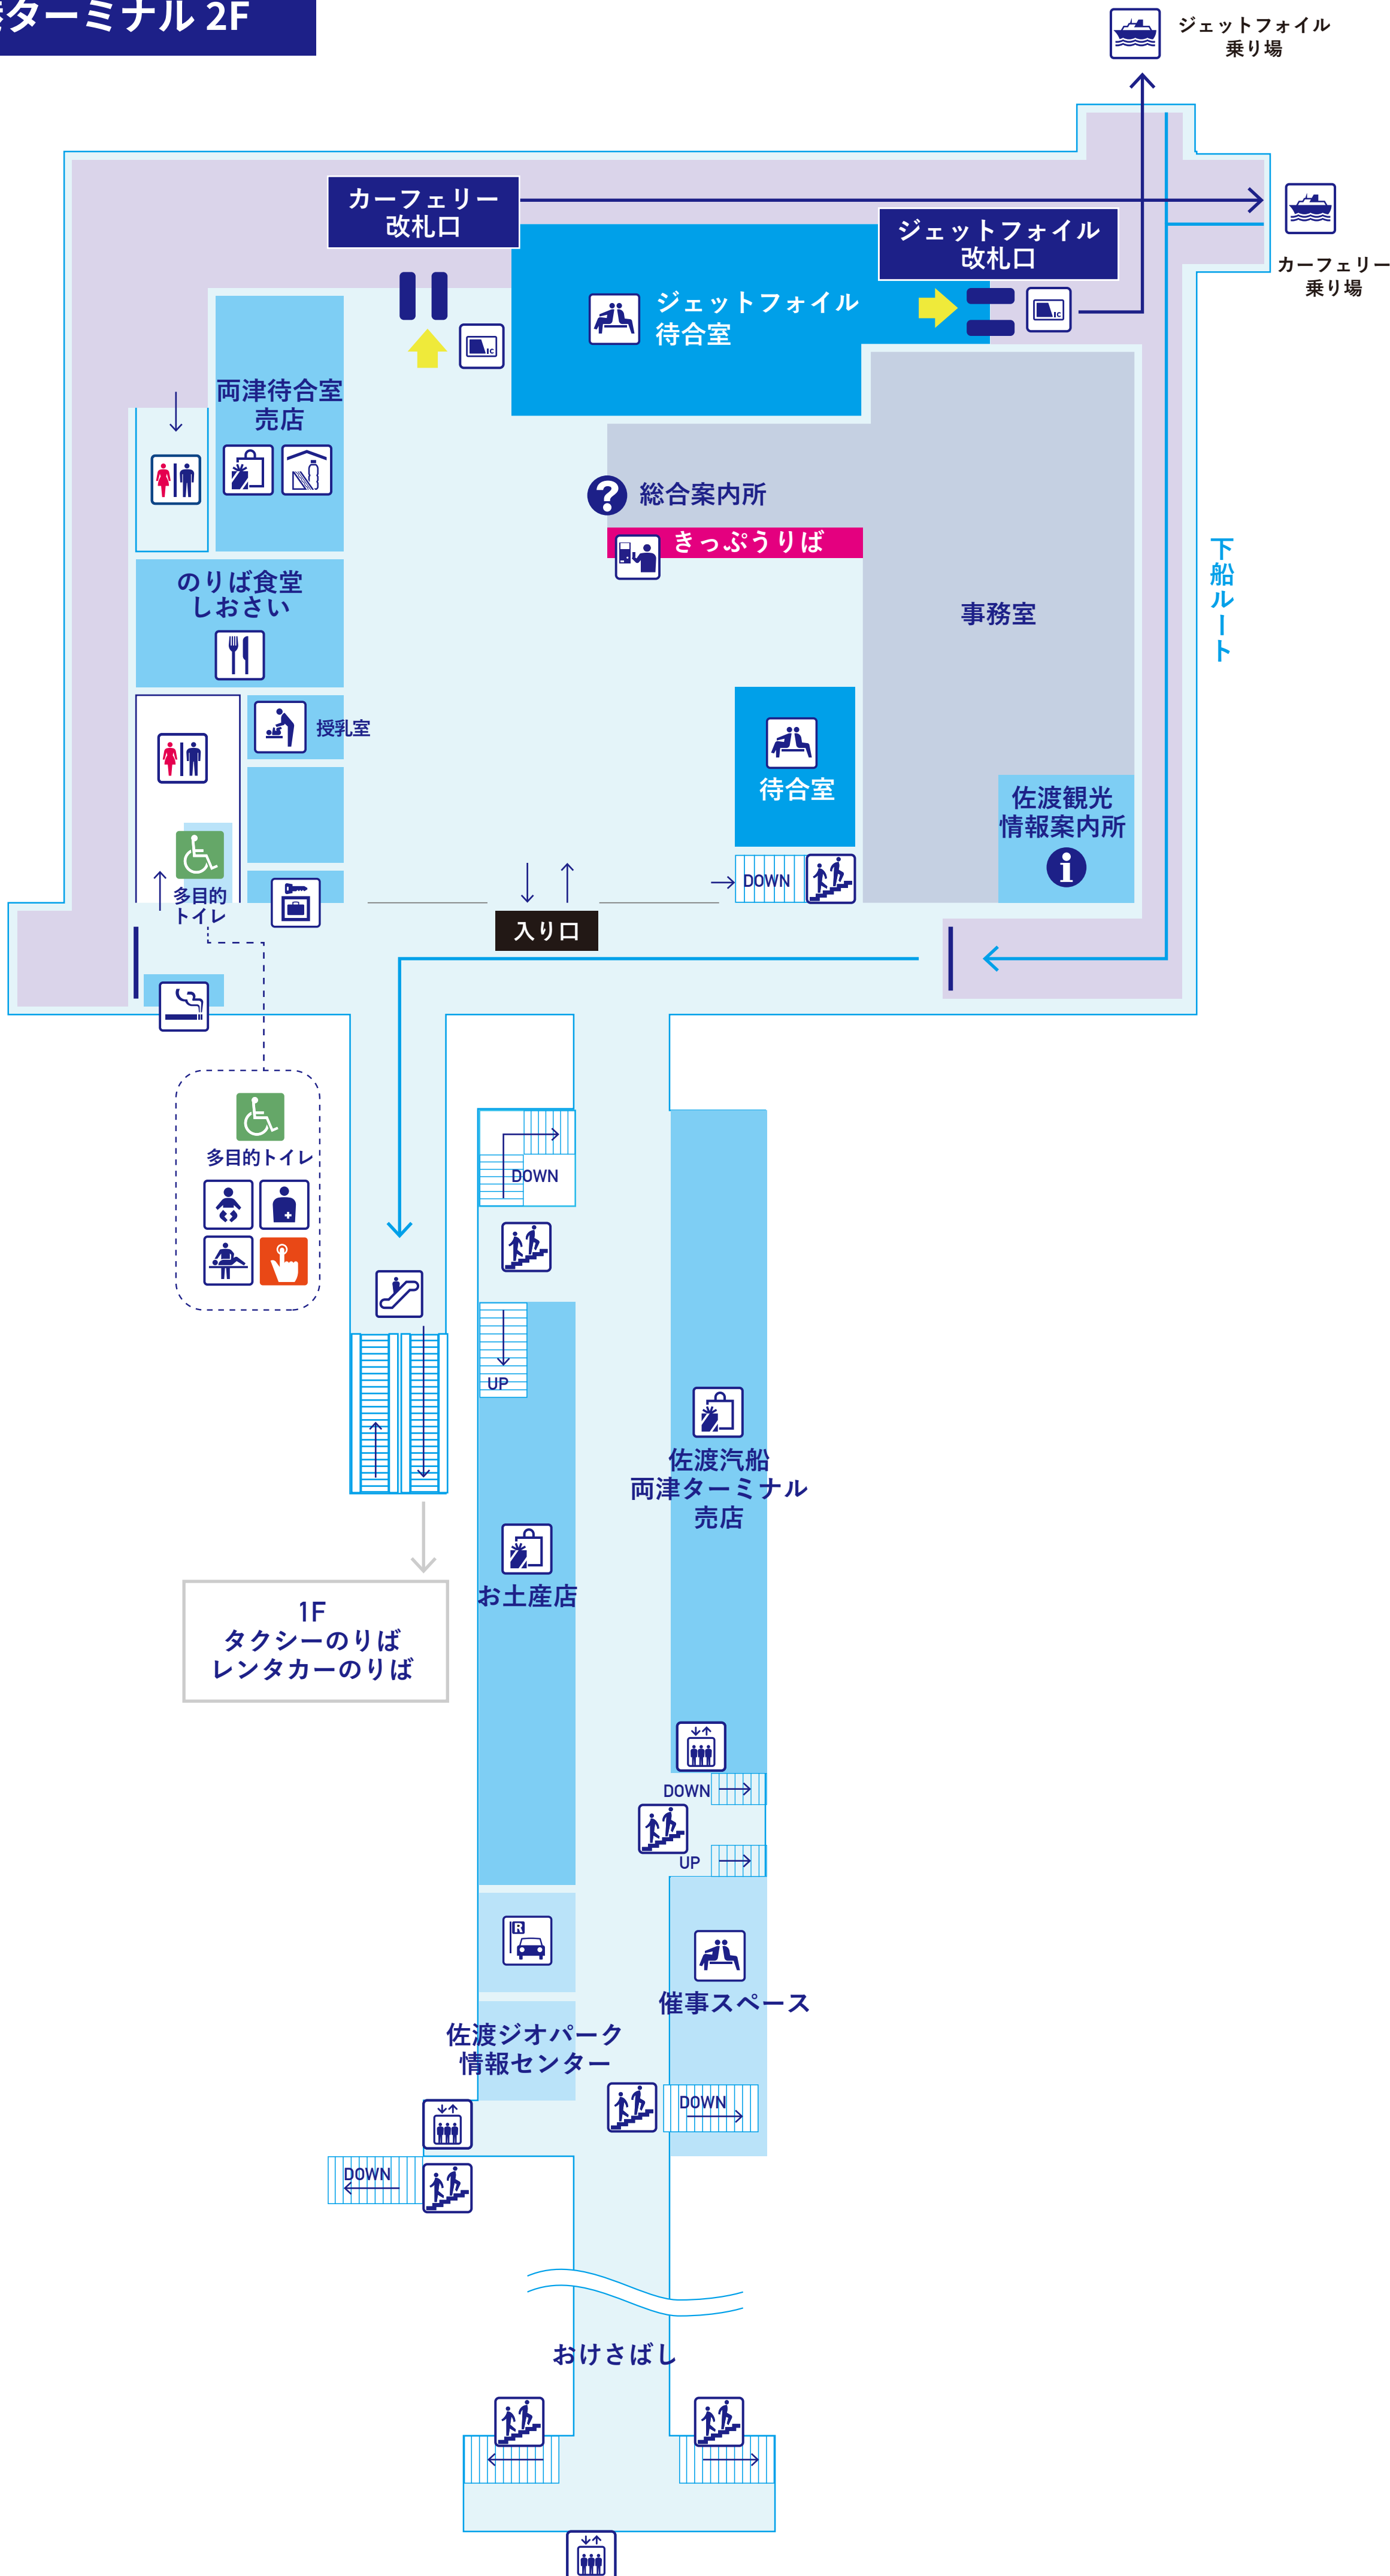 ターミナル 2F
ジェットフォイル
乗り場
カーフェリー
改札口
ジェットフォイル
改札口
カーフェリー
乗り場
ジェットフォイル
待合室
IC
IC
両津待合室
売店
総合案内所
きっぷうりば
のりば食堂
しおさい
事務室
下船ルート
授乳室
待合室
佐渡観光
情報案内所
DOWN
多目的
トイレ
入り口
DOWN
多目的トイレ
UP
佐渡汽船
両津ターミナル
売店
お土産店
1F
タクシーのりば
レンタカーのりば
DOWN
UP
R
催事スペース
佐渡ジオパーク
情報センター
DOWN
DOWN
おけさばし